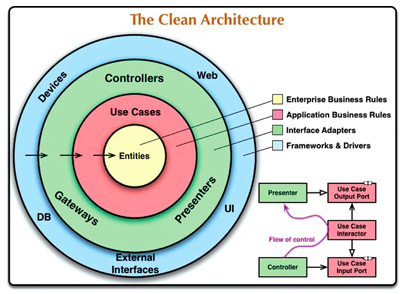 The Clean Architecture
Devices
Controllers
Web
Use Cases
Entities
Gateways
Presenters
DB
UI
External
Interfaces
Enterprise Business Rules
Application Business Rules
Interface Adapters
Frameworks & Drivers
Presenter
Use Case
Output Port
Use Case
Interactor
Flow of control
Controller
Use Case
Input Port